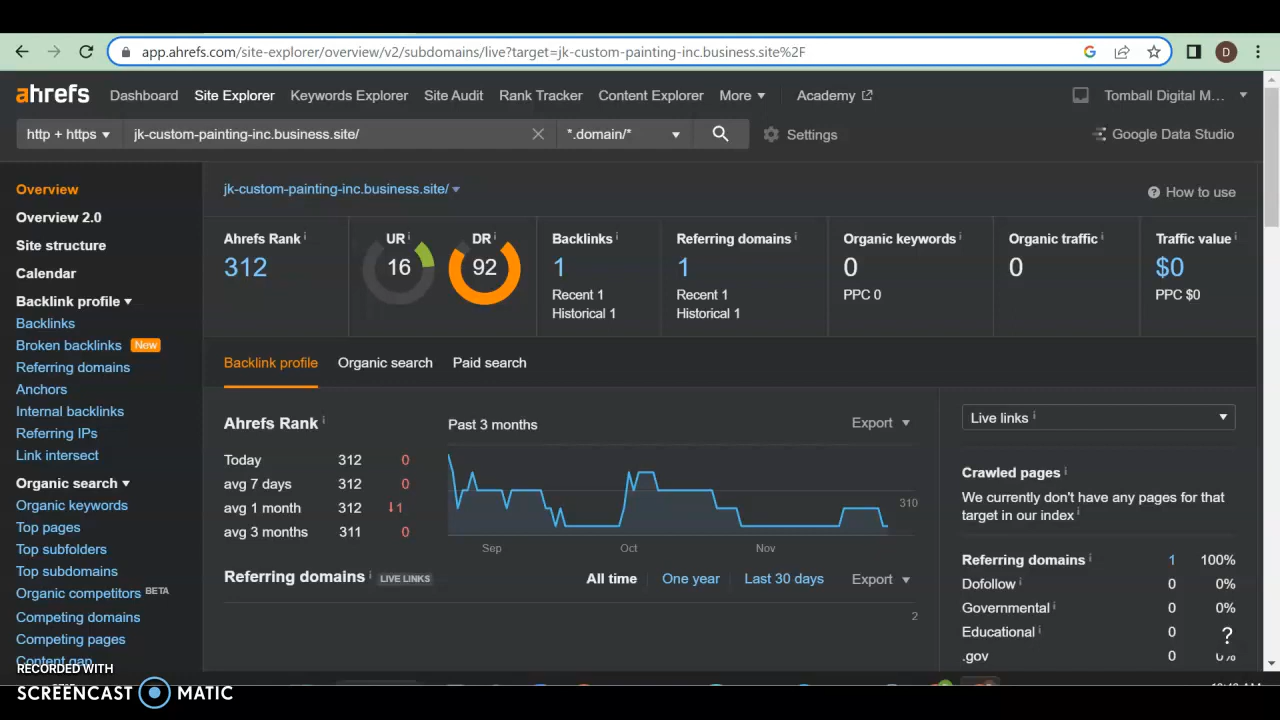 app.ahrefs.com/site-explorer/overview/v2/subdomains/live?target=jk-custom-painting-inc.business.site%2F
D
ahrefs Dashboard Site Explorer Keywords Explorer Site Audit Rank Tracker Content Explorer More Academy Tomball Digital M...
http + https jk-custom-painting-inc.business.site/ *.domain/* Settings Google Data Studio
Overview
Overview 2.0
Site structure
Calendar
Backlink profile
Backlinks
Broken backlinks New
Referring domains
Anchors
Internal backlinks
Referring IPs
Link intersect
Organic search
Organic keywords
Top pages
Top subfolders
Top subdomains
Organic competitors BETA
Competing domains
Competing pages
Content gap
jk-custom-painting-inc.business.site/ How to use
Ahrefs Rank UR DR Backlinks Referring domains Organic keywords Organic traffic Traffic value
312 16 92 1 1 0 0 $0
Recent 1 Recent 1 PPC 0 PPC $0
Historical 1 Historical 1
Backlink profile Organic search Paid search
Ahrefs Rank Past 3 months Export
Today 312 0
avg 7 days 312 0
avg 1 month 312 ↓1
avg 3 months 311 0
310
Sep Oct Nov
Referring domains LIVE LINKS All time One year Last 30 days Export
2
Live links
Crawled pages
We currently don't have any pages for that
target in our index
Referring domains 1 100%
Dofollow 0 0%
Governmental 0 0%
Educational 0 ?
.gov 0 0%
RECORDED WITH
SCREENCAST MATIC